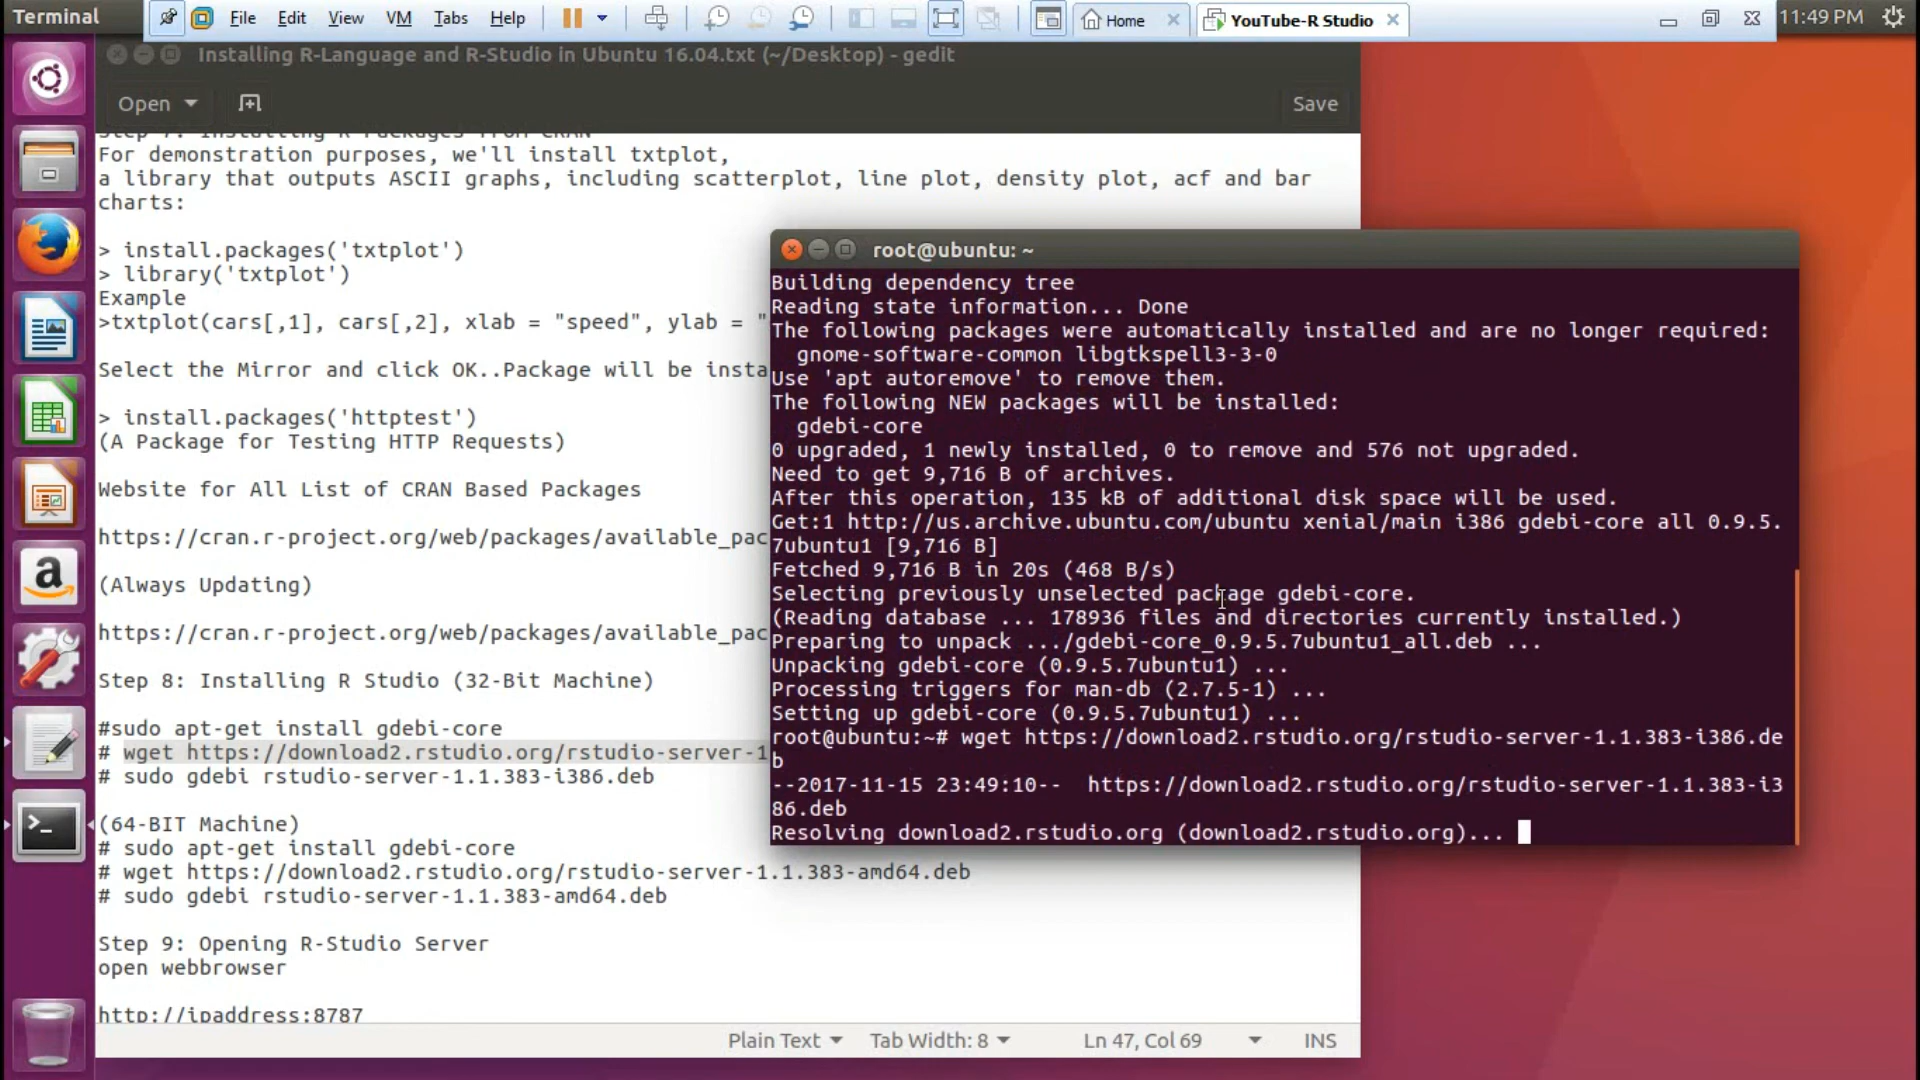 Terminal
File Edit View VM Tabs Help
Home
YouTube-R Studio
11:49 PM
Installing R-Language and R-Studio in Ubuntu 16.04.txt (~/Desktop) - gedit
Open
Save
Step 7: Installing R Packages from CRAN
For demonstration purposes, we'll install txtplot,
a library that outputs ASCII graphs, including scatterplot, line plot, density plot, acf and bar
charts:
> install.packages('txtplot')
> library('txtplot')
Example
>txtplot(cars[,1], cars[,2], xlab = "speed", ylab = "
Select the Mirror and click OK..Package will be insta
> install.packages('httptest')
(A Package for Testing HTTP Requests)
Website for All List of CRAN Based Packages
https://cran.r-project.org/web/packages/available_pac
(Always Updating)
https://cran.r-project.org/web/packages/available_pac
Step 8: Installing R Studio (32-Bit Machine)
#sudo apt-get install gdebi-core
# wget https://download2.rstudio.org/rstudio-server-1
# sudo gdebi rstudio-server-1.1.383-i386.deb
(64-BIT Machine)
# sudo apt-get install gdebi-core
# wget https://download2.rstudio.org/rstudio-server-1.1.383-amd64.deb
# sudo gdebi rstudio-server-1.1.383-amd64.deb
Step 9: Opening R-Studio Server
open webbrowser
http://ipaddress:8787
Plain Text
Tab Width: 8
Ln 47, Col 69
INS
root@ubuntu: ~
Building dependency tree
Reading state information... Done
The following packages were automatically installed and are no longer required:
gnome-software-common libgtkspell3-3-0
Use 'apt autoremove' to remove them.
The following NEW packages will be installed:
gdebi-core
0 upgraded, 1 newly installed, 0 to remove and 576 not upgraded.
Need to get 9,716 B of archives.
After this operation, 135 kB of additional disk space will be used.
Get:1 http://us.archive.ubuntu.com/ubuntu xenial/main i386 gdebi-core all 0.9.5.
7ubuntu1 [9,716 B]
Fetched 9,716 B in 20s (468 B/s)
Selecting previously unselected package gdebi-core.
(Reading database ... 178936 files and directories currently installed.)
Preparing to unpack .../gdebi-core_0.9.5.7ubuntu1_all.deb ...
Unpacking gdebi-core (0.9.5.7ubuntu1) ...
Processing triggers for man-db (2.7.5-1) ...
Setting up gdebi-core (0.9.5.7ubuntu1) ...
root@ubuntu:~# wget https://download2.rstudio.org/rstudio-server-1.1.383-i386.de
b
--2017-11-15 23:49:10-- https://download2.rstudio.org/rstudio-server-1.1.383-i3
86.deb
Resolving download2.rstudio.org (download2.rstudio.org)...